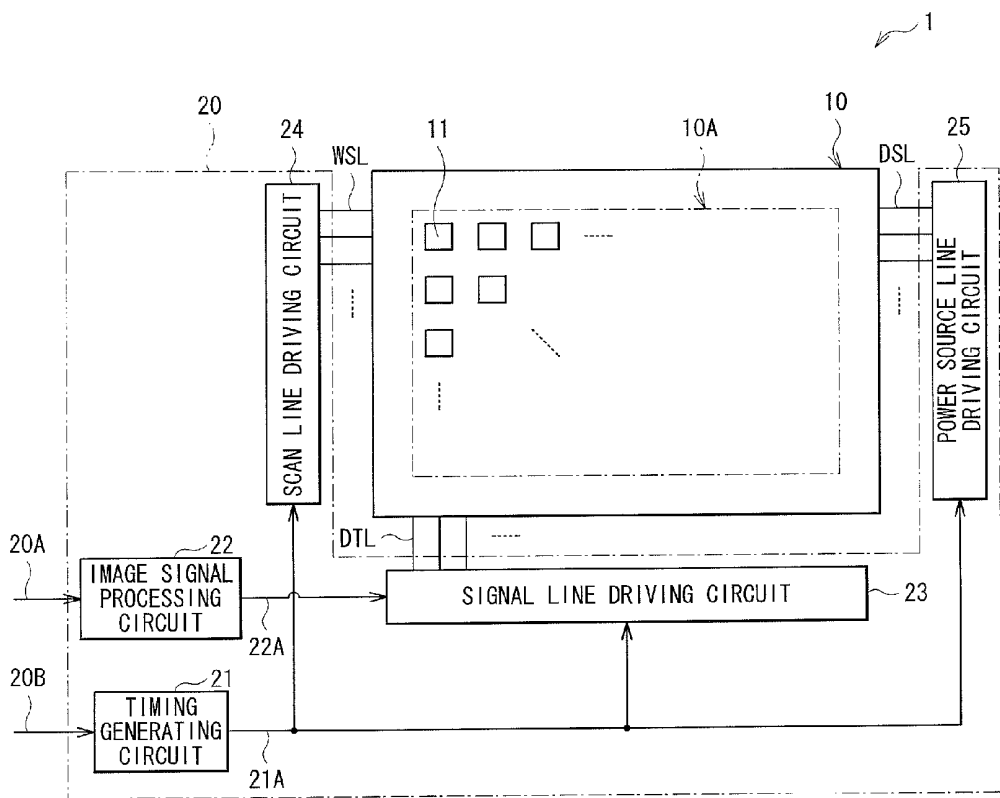 1
20
24
WSL
11
10A
10
DSL
25
SCAN LINE DRIVING CIRCUIT
POWER SOURCE LINE
DRIVING CIRCUIT
DTL
20A
22
IMAGE SIGNAL
PROCESSING
CIRCUIT
22A
SIGNAL LINE DRIVING CIRCUIT
23
20B
21
TIMING
GENERATING
CIRCUIT
21A